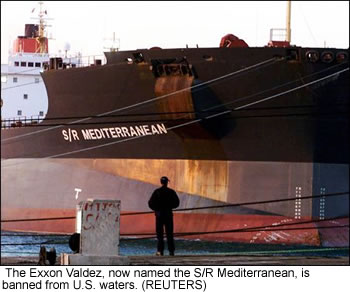 S/R MEDITERRANEAN
The Exxon Valdez, now named the S/R Mediterranean, is
banned from U.S. waters. (REUTERS)